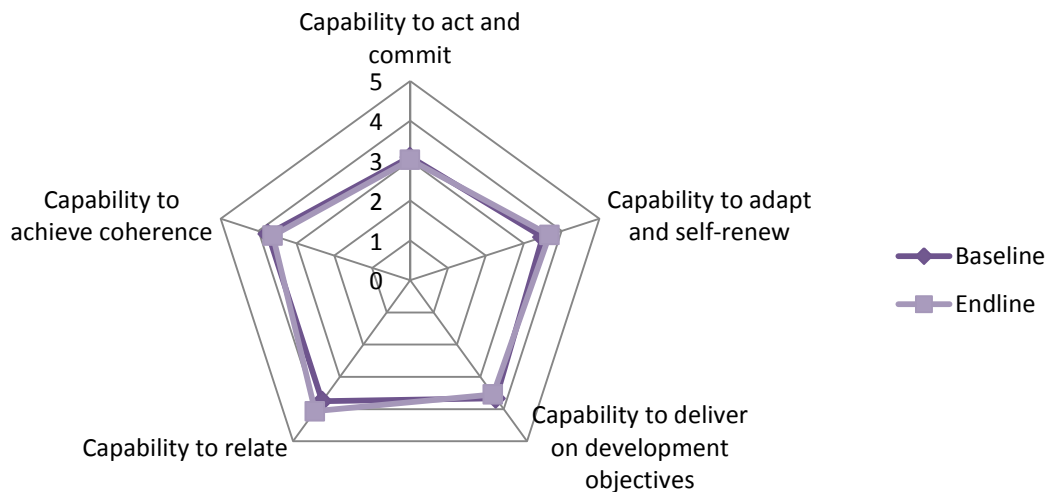 Capability to act and
commit
5
4
3
2
1
0
Capability to adapt
and self-renew
Capability to deliver
on development
objectives
Capability to relate
Capability to
achieve coherence
Baseline
Endline